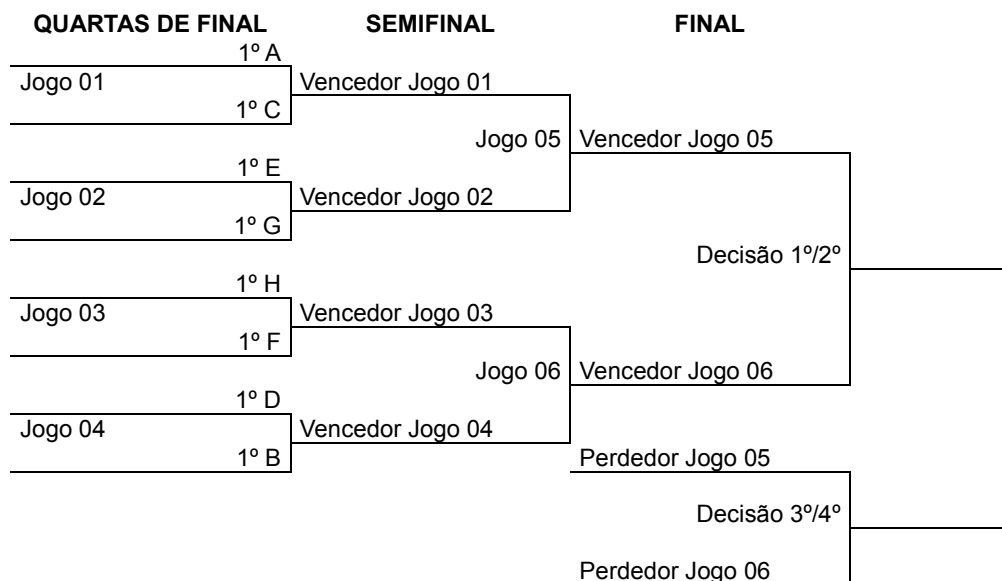 QUARTAS DE FINAL SEMIFINAL FINAL
1º A
Jogo 01 Vencedor Jogo 01
1º C
Jogo 05 Vencedor Jogo 05
1º E
Jogo 02 Vencedor Jogo 02
1º G
Decisão 1º/2º
1º H
Jogo 03 Vencedor Jogo 03
1º F
Jogo 06 Vencedor Jogo 06
1º D
Jogo 04 Vencedor Jogo 04
1º B Perdedor Jogo 05
Decisão 3º/4º
Perdedor Jogo 06